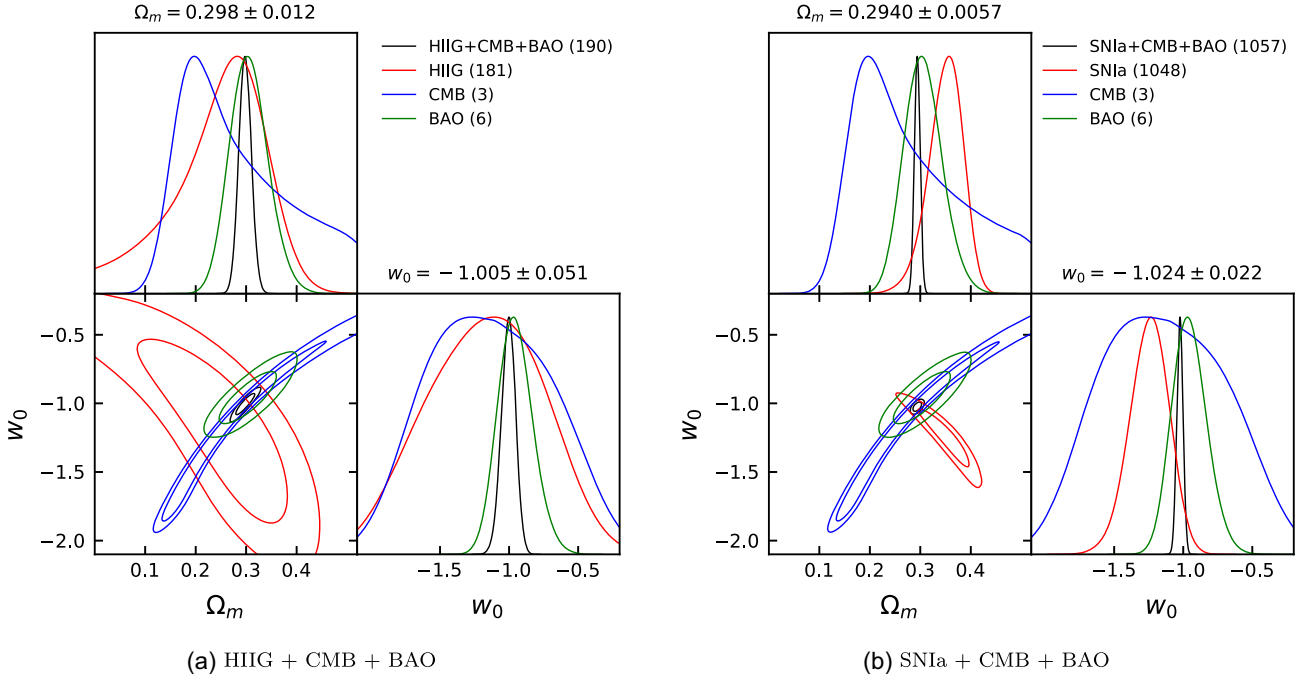 Ωm = 0.298 ± 0.012
HIIG+CMB+BAO (190)
HIIG (181)
CMB (3)
BAO (6)
w0 = −1.005 ± 0.051
−0.5
−1.0
−1.5
−2.0
w0
0.1 0.2 0.3 0.4
Ωm
−1.5 −1.0 −0.5
w0
(a) HIIG + CMB + BAO
Ωm = 0.2940 ± 0.0057
SNIa+CMB+BAO (1057)
SNIa (1048)
CMB (3)
BAO (6)
w0 = −1.024 ± 0.022
−0.5
−1.0
−1.5
−2.0
w0
0.1 0.2 0.3 0.4
Ωm
−1.5 −1.0 −0.5
w0
(b) SNIa + CMB + BAO